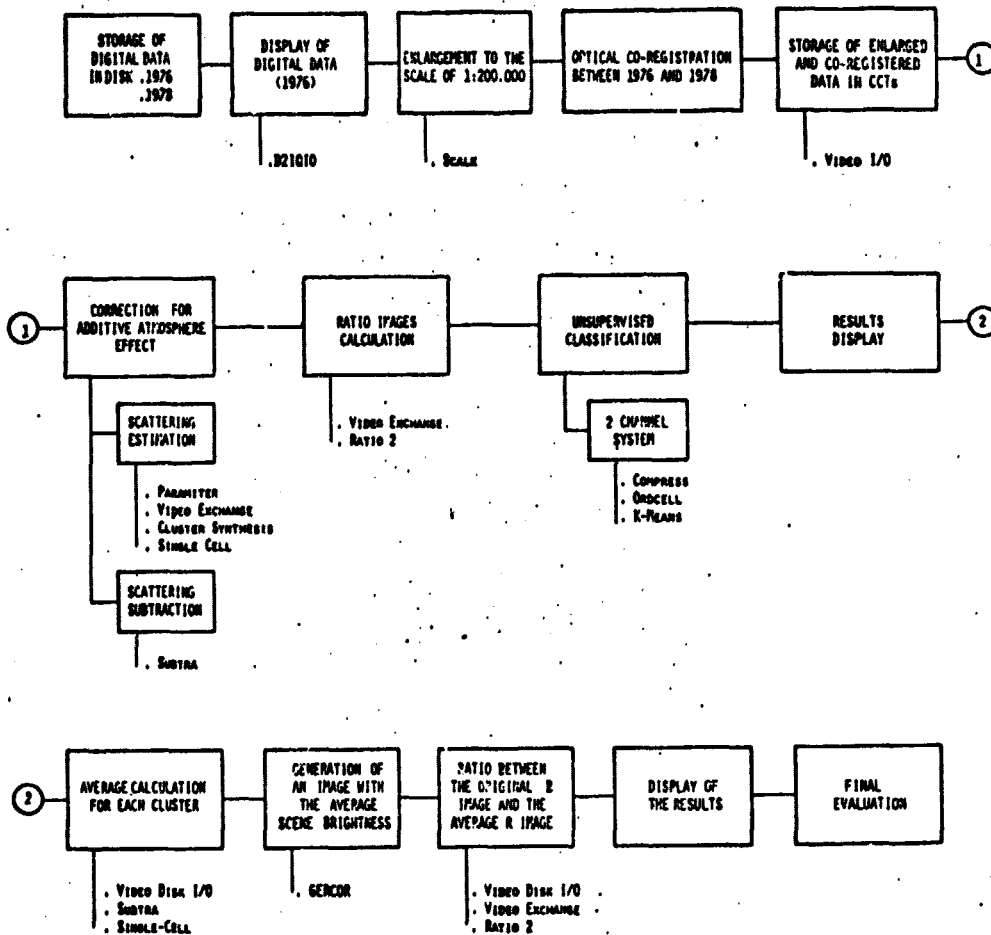 STORAGE OF
DIGITAL DATA
IN DISK .1976
.1978
DISPLAY OF
DIGITAL DATA
(1976)
ENLARGEMENT TO THE
SCALE OF 1:200.000
OPTICAL CO-REGISTRATION
BETWEEN 1976 AND 1978
STORAGE OF ENLARGED
AND CO-REGISTERED
DATA IN CCTs
1
. SCALE
. VIDEO I/O
1
CORRECTION FOR
ADDITIVE ATMOSPHERE
EFFECT
RATIO IMAGES
CALCULATION
UNSUPERVISED
CLASSIFICATION
RESULTS
DISPLAY
2
SCATTERING
ESTIMATION
. PARAMITER
. VIDEO EXCHANGE
. CLUSTER SYNTHESIS
. SINGLE CELL
SCATTERING
SUBTRACTION
. SUBTRA
. VIDEO EXCHANGE.
. RATIO 2
2 CHANNEL
SYSTEM
. COMPRESS
. ORDCELL
. K-MEANS
2
AVERAGE CALCULATION
FOR EACH CLUSTER
GENERATION OF
AN IMAGE WITH
THE AVERAGE
SCENE BRIGHTNESS
RATIO BETWEEN
THE ORIGINAL R
IMAGE AND THE
AVERAGE R IMAGE
DISPLAY OF
THE RESULTS
FINAL
EVALUATION
. VIDEO DISK I/O
. SUBTRA
. SINGLE-CELL
. GERCOR
. VIDEO DISK I/O
. VIDEO EXCHANGE
. RATIO 2